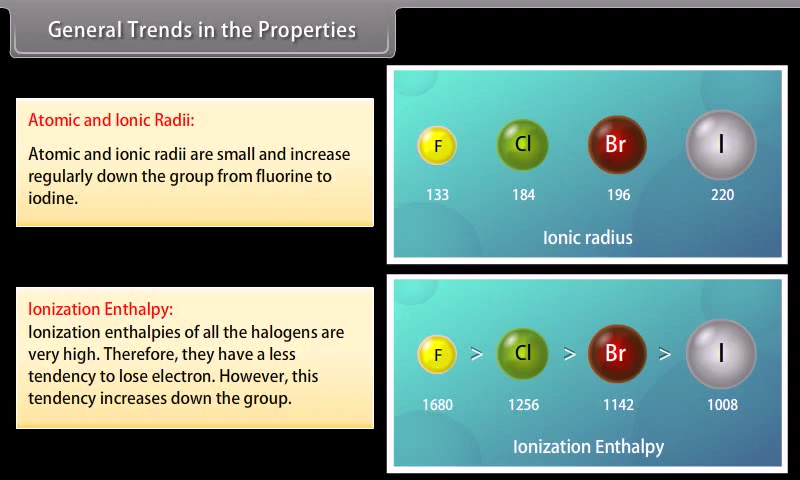 General Trends in the Properties
Atomic and Ionic Radii:
Atomic and ionic radii are small and increase
regularly down the group from fluorine to
iodine.
F Cl Br I
133 184 196 220
Ionic radius
Ionization Enthalpy:
Ionization enthalpies of all the halogens are
very high. Therefore, they have a less
tendency to lose electron. However, this
tendency increases down the group.
F > Cl > Br > I
1680 1256 1142 1008
Ionization Enthalpy